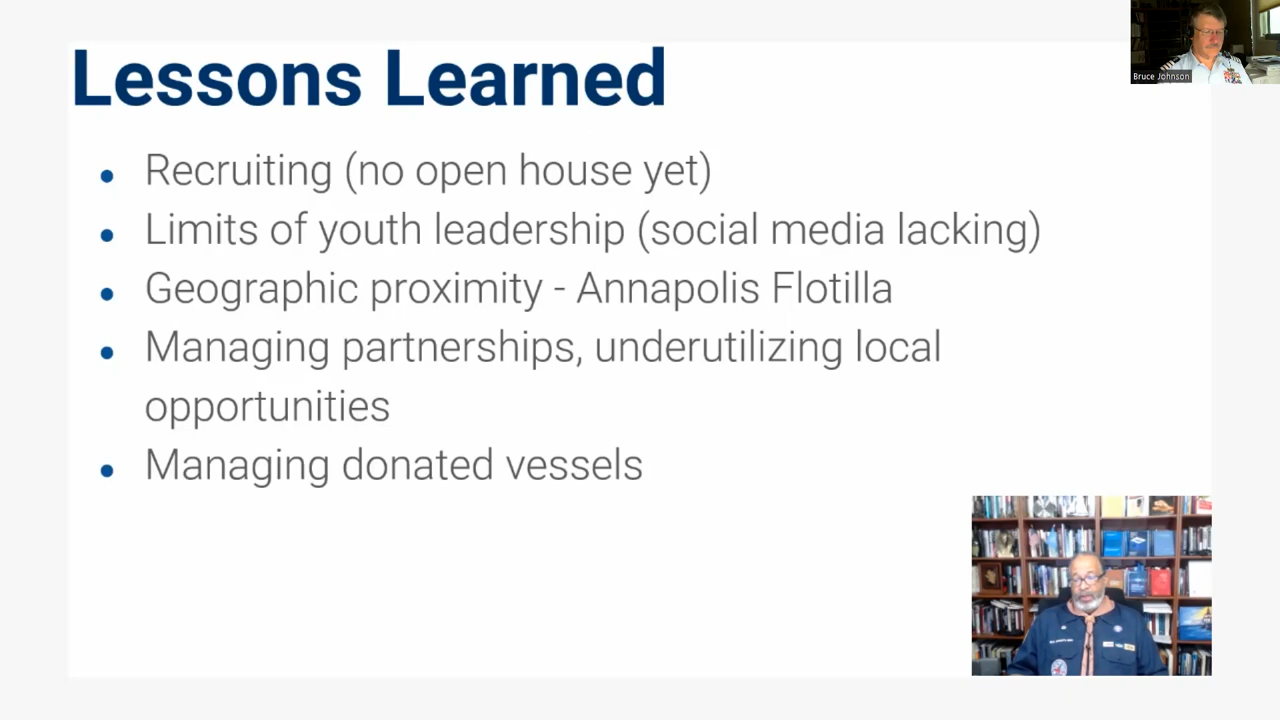 Lessons Learned
Bruce Johnson
• Recruiting (no open house yet)
• Limits of youth leadership (social media lacking)
• Geographic proximity - Annapolis Flotilla
• Managing partnerships, underutilizing local
opportunities
• Managing donated vessels